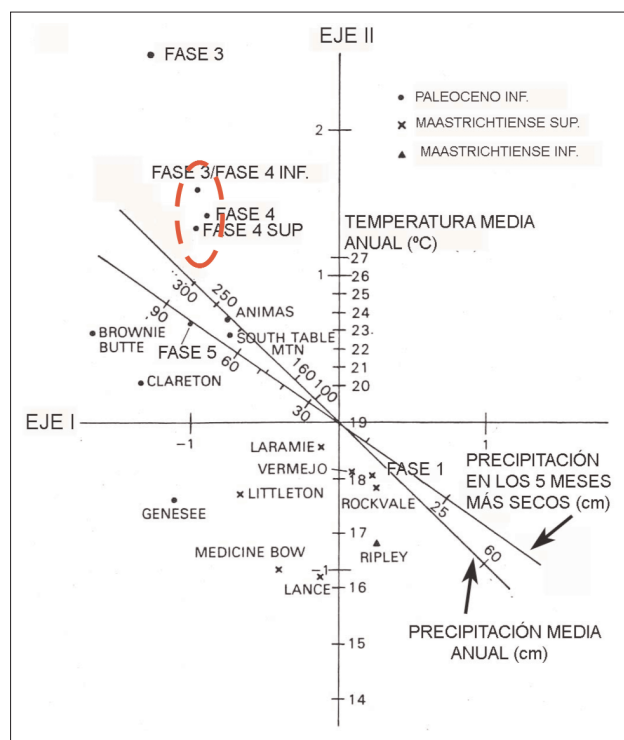 EJE II
FASE 3
PALEOCENO INF.
2
MAASTRICHTIENSE SUP.
MAASTRICHTIENSE INF.
FASE 3/FASE 4 INF.
FASE 4
FASE 4 SUP
TEMPERATURA MEDIA
ANUAL (ºC)
27
1
26
25
24
23
22
21
20
19
300
250
90
ANIMAS
BROWNIE
BUTTE
FASE 5
SOUTH TABLE
MTN
60
160
100
CLARETON
30
EJE I
-1
1
LARAMIE
VERMEJO
FASE 1
18
LITTLETON
ROCKVALE
25
GENESEE
PRECIPITACIÓN
EN LOS 5 MESES
MÁS SECOS (cm)
17
RIPLEY
60
MEDICINE BOW
-1
LANCE
16
PRECIPITACIÓN MEDIA
ANUAL (cm)
15
14